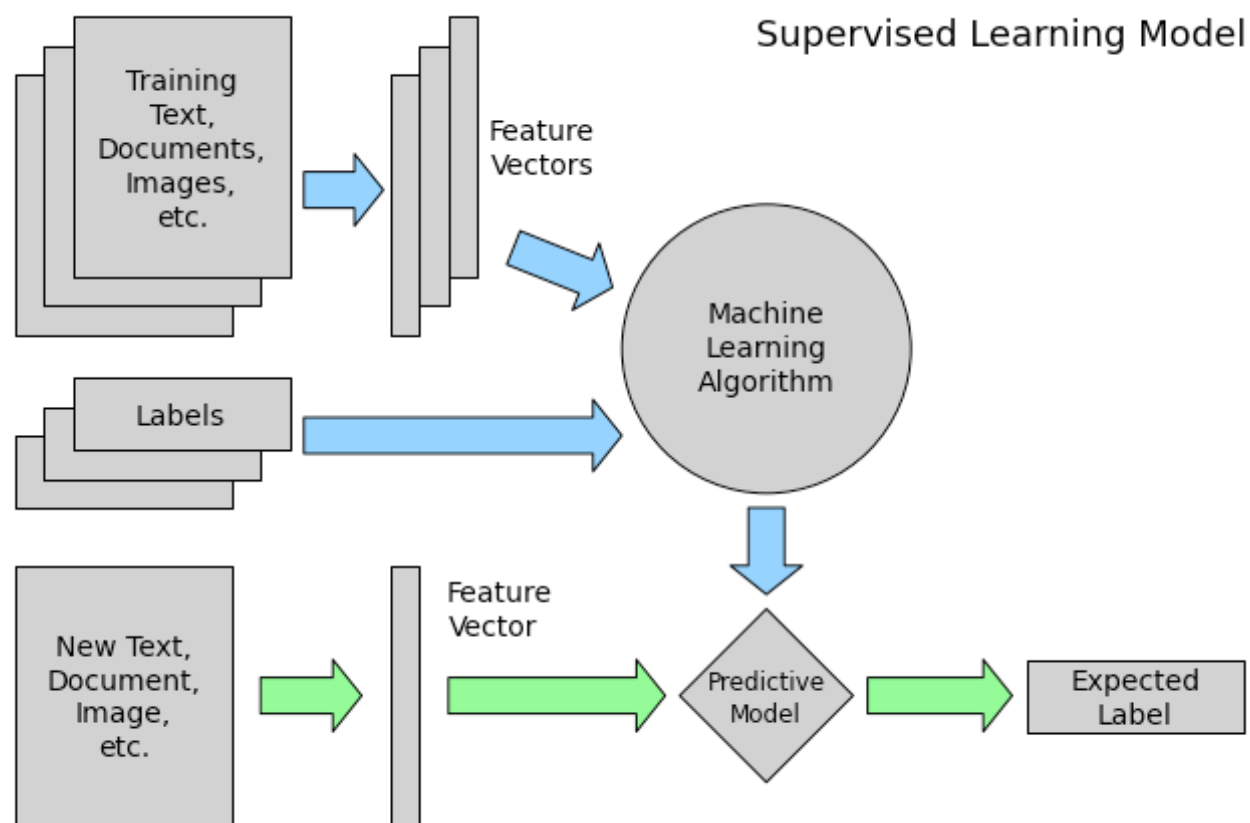 Supervised Learning Model
Training
Text,
Documents,
Images,
etc.
Feature
Vectors
Machine
Learning
Algorithm
Labels
New Text,
Document,
Image,
etc.
Feature
Vector
Predictive
Model
Expected
Label